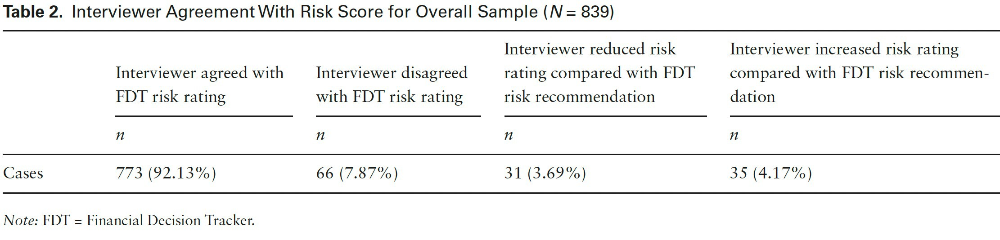 Table 2. Interviewer Agreement With Risk Score for Overall Sample (N = 839)
Interviewer agreed with
FDT risk rating
Interviewer disagreed
with FDT risk rating
Interviewer reduced risk
rating compared with FDT
risk recommendation
Interviewer increased risk rating
compared with FDT risk recommen-
dation
n n n n
Cases 773 (92.13%) 66 (7.87%) 31 (3.69%) 35 (4.17%)
Note: FDT = Financial Decision Tracker.